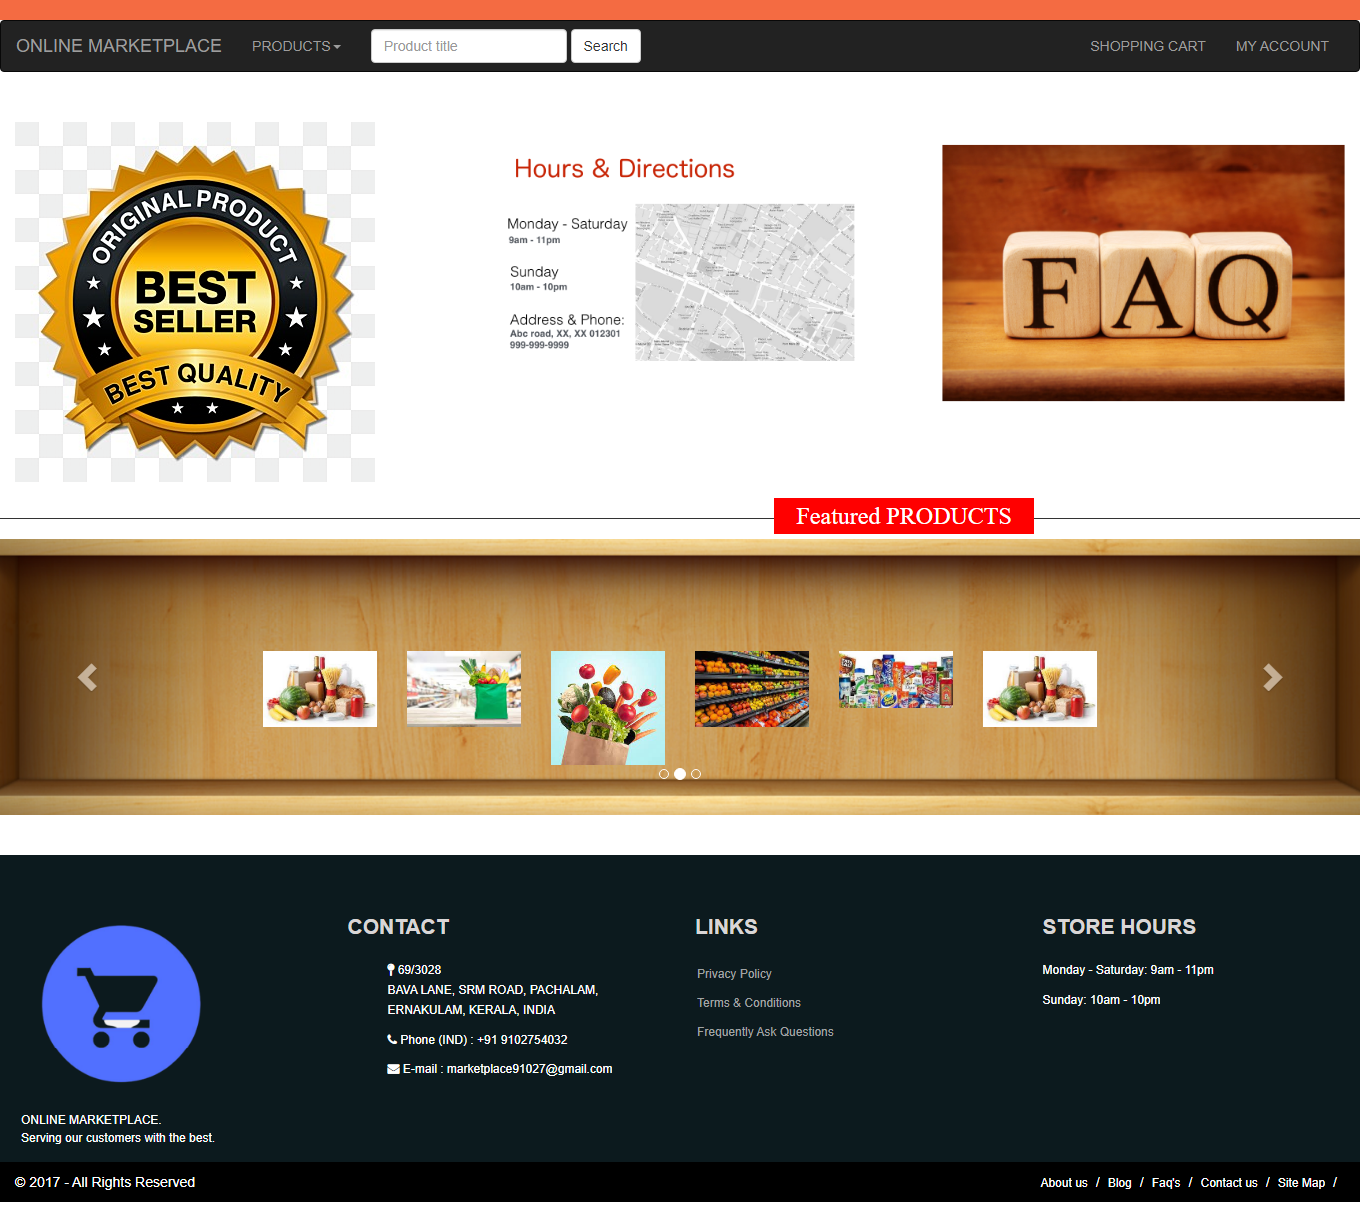 ONLINE MARKETPLACE PRODUCTS Product title Search SHOPPING CART MY ACCOUNT
ORIGINAL PRODUCT
BEST
SELLER
BEST QUALITY
Hours & Directions
Monday - Saturday
9am - 11pm
Sunday
10am - 10pm
Address & Phone:
Abc road, XX, XX 012301
999-999-9999
FAQ
Featured PRODUCTS
ONLINE MARKETPLACE.
Serving our customers with the best.
CONTACT
69/3028
BAVA LANE, SRM ROAD, PACHALAM,
ERNAKULAM, KERALA, INDIA
Phone (IND) : +91 9102754032
E-mail : marketplace91027@gmail.com
LINKS
Privacy Policy
Terms & Conditions
Frequently Ask Questions
STORE HOURS
Monday - Saturday: 9am - 11pm
Sunday: 10am - 10pm
© 2017 - All Rights Reserved
About us / Blog / Faq's / Contact us / Site Map /